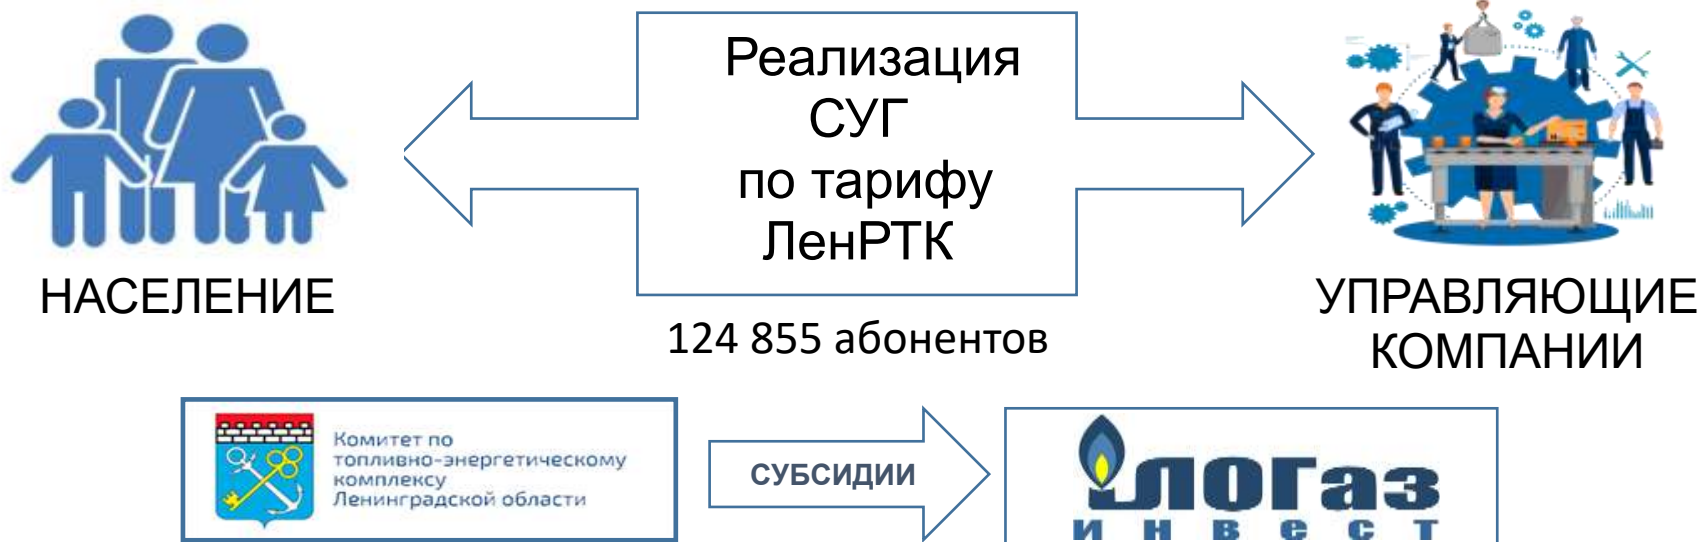 Реализация
СУГ
по тарифу
ЛенРТК
НАСЕЛЕНИЕ
УПРАВЛЯЮЩИЕ
КОМПАНИИ
124 855 абонентов
Комитет по
топливно-энергетическому
комплексу
Ленинградской области
СУБСИДИИ
ЛОГаз
инвест